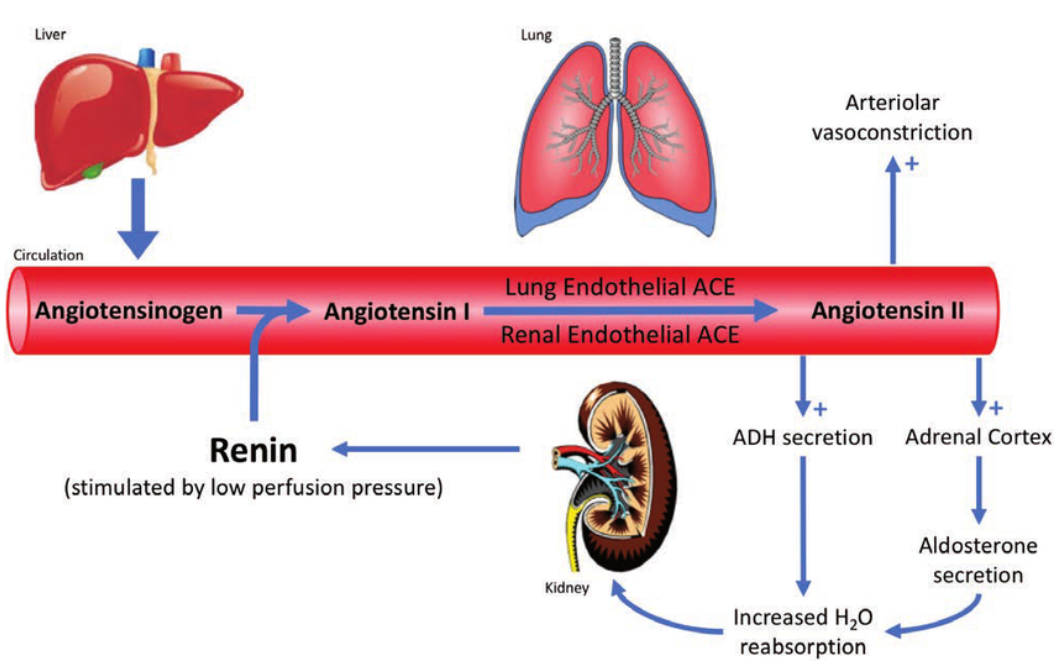 Liver
Lung
Arteriolar
vasoconstriction
+
Circulation
Angiotensinogen
Angiotensin I
Lung Endothelial ACE
Renal Endothelial ACE
Angiotensin II
Renin
(stimulated by low perfusion pressure)
+
ADH secretion
+
Adrenal Cortex
Aldosterone
secretion
Kidney
Increased H₂O
reabsorption